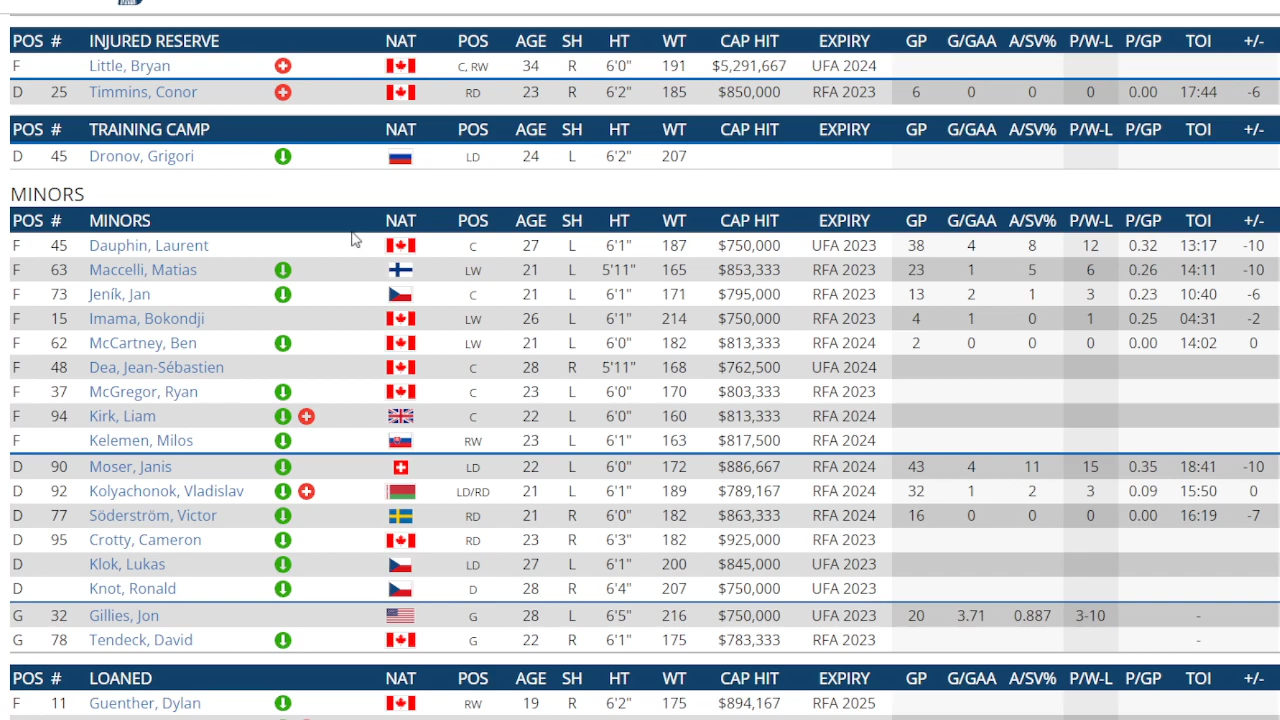 POS # INJURED RESERVE NAT POS AGE SH HT WT CAP HIT EXPIRY GP G/GAA A/SV% P/W-L P/GP TOI +/-
F Little, Bryan C, RW 34 R 6'0" 191 $5,291,667 UFA 2024
D 25 Timmins, Conor RD 23 R 6'2" 185 $850,000 RFA 2023 6 0 0 0 0.00 17:44 -6
POS # TRAINING CAMP NAT POS AGE SH HT WT CAP HIT EXPIRY GP G/GAA A/SV% P/W-L P/GP TOI +/-
D 45 Dronov, Grigori LD 24 L 6'2" 207
MINORS
POS # MINORS NAT POS AGE SH HT WT CAP HIT EXPIRY GP G/GAA A/SV% P/W-L P/GP TOI +/-
F 45 Dauphin, Laurent C 27 L 6'1" 187 $750,000 UFA 2023 38 4 8 12 0.32 13:17 -10
F 63 Maccelli, Matias LW 21 L 5'11" 165 $853,333 RFA 2023 23 1 5 6 0.26 14:11 -10
F 73 Jeník, Jan C 21 L 6'1" 171 $795,000 RFA 2023 13 2 1 3 0.23 10:40 -6
F 15 Imama, Bokondji LW 26 L 6'1" 214 $750,000 UFA 2023 4 1 0 1 0.25 04:31 -2
F 62 McCartney, Ben LW 21 L 6'0" 182 $813,333 RFA 2023 2 0 0 0 0.00 14:02 0
F 48 Dea, Jean-Sébastien C 28 R 5'11" 168 $762,500 UFA 2023
F 37 McGregor, Ryan C 23 L 6'0" 170 $803,333 RFA 2023
F 94 Kirk, Liam C 22 L 6'0" 160 $813,333 RFA 2024
F Kelemen, Milos RW 23 L 6'1" 163 $817,500 RFA 2024
D 90 Moser, Janis LD 22 L 6'0" 172 $886,667 RFA 2024 43 4 11 15 0.35 18:41 -10
D 92 Kolyachonok, Vladislav LD/RD 21 L 6'1" 189 $789,167 RFA 2024 32 1 2 3 0.09 15:50 0
D 77 Söderström, Victor RD 21 R 6'0" 182 $863,333 RFA 2024 16 0 0 0 0.00 16:19 -7
D 95 Crotty, Cameron RD 23 R 6'3" 182 $925,000 RFA 2023
D Klok, Lukas LD 27 L 6'1" 200 $845,000 UFA 2023
D Knot, Ronald D 28 R 6'4" 207 $750,000 UFA 2023
G 32 Gillies, Jon G 28 L 6'5" 216 $750,000 UFA 2023 20 3.71 0.887 3-10 -
G 78 Tendeck, David G 22 R 6'1" 175 $783,333 RFA 2023 -
POS # LOANED NAT POS AGE SH HT WT CAP HIT EXPIRY GP G/GAA A/SV% P/W-L P/GP TOI +/-
F 11 Guenther, Dylan RW 19 R 6'2" 175 $894,167 RFA 2025